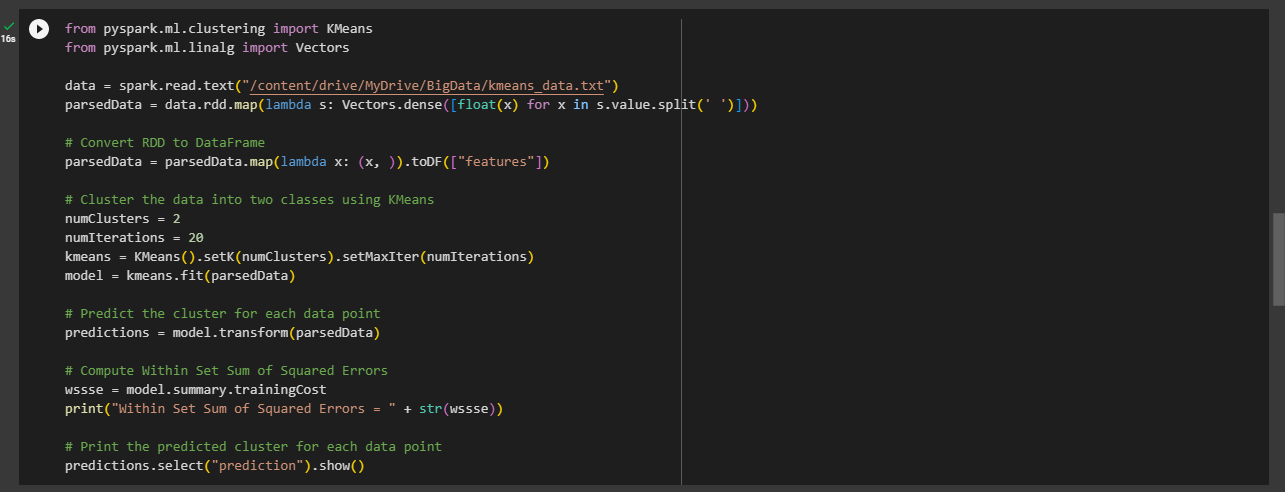 16s
from pyspark.ml.clustering import KMeans
from pyspark.ml.linalg import Vectors
data = spark.read.text("/content/drive/MyDrive/BigData/kmeans_data.txt")
parsedData = data.rdd.map(lambda s: Vectors.dense([float(x) for x in s.value.split(' ')]))
# Convert RDD to DataFrame
parsedData = parsedData.map(lambda x: (x, )).toDF(["features"])
# Cluster the data into two classes using KMeans
numClusters = 2
numIterations = 20
kmeans = KMeans().setK(numClusters).setMaxIter(numIterations)
model = kmeans.fit(parsedData)
# Predict the cluster for each data point
predictions = model.transform(parsedData)
# Compute Within Set Sum of Squared Errors
wssse = model.summary.trainingCost
print("Within Set Sum of Squared Errors = " + str(wssse))
# Print the predicted cluster for each data point
predictions.select("prediction").show()